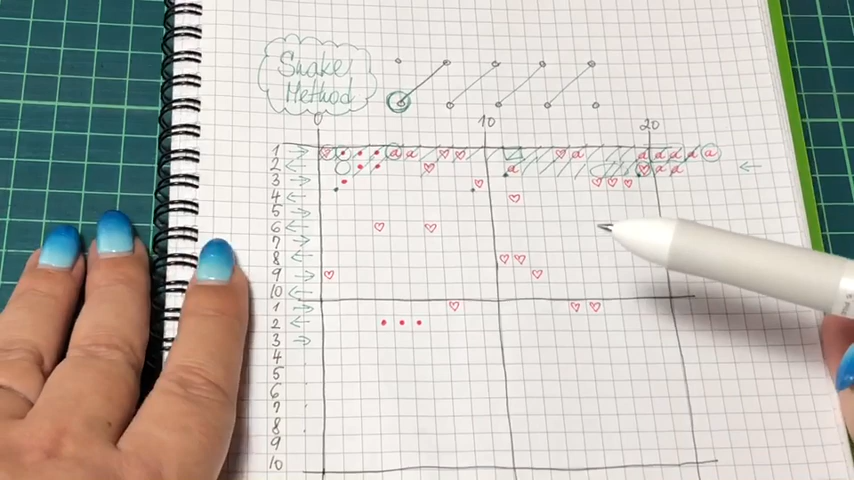 Snake
Method
0 10 20
1 → ♡ • • • a a ♡ ♡ ♡ a a a a a a
2 ← • • ♡ a ♡ a a ←
3 → • ♡ ♡ ♡ ♡
4 ← ♡
5 →
6 ← ♡ ♡
7 →
8 ← ♡ ♡
9 → ♡ ♡
10 ←
1 → ♡ ♡ ♡
2 ← • • •
3 →
4
5
6
7
8
9
10